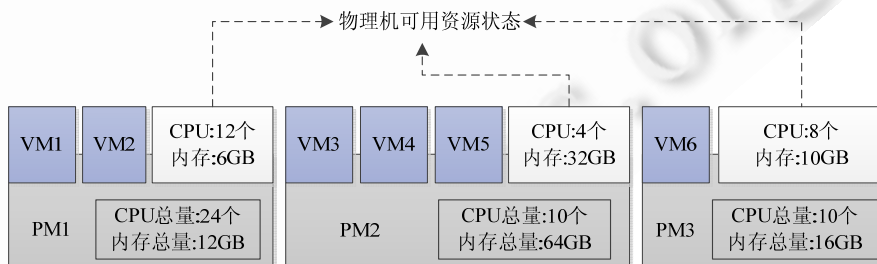 物理机可用资源状态
VM1
VM2
CPU:12个
内存:6GB
VM3
VM4
VM5
CPU:4个
内存:32GB
VM6
CPU:8个
内存:10GB
PM1
CPU总量:24个
内存总量:12GB
PM2
CPU总量:10个
内存总量:64GB
PM3
CPU总量:10个
内存总量:16GB